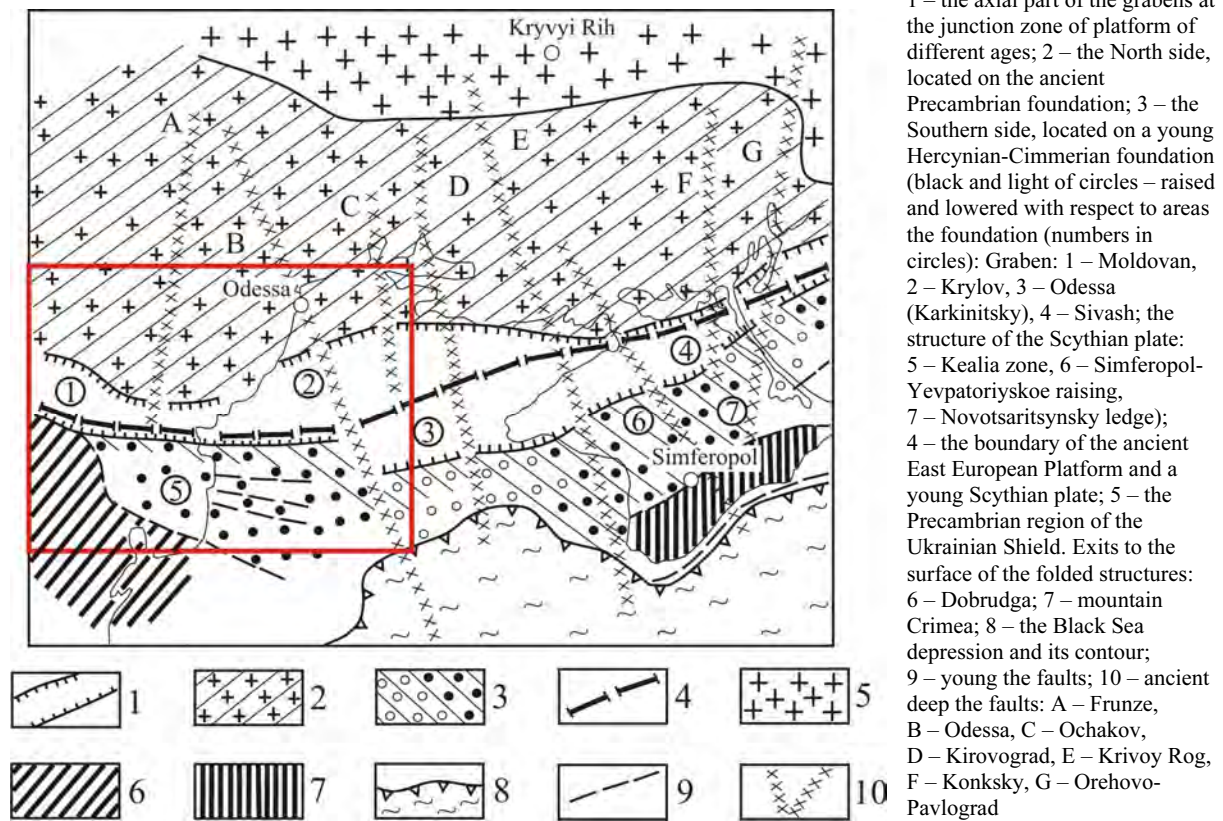 Kryvyi Rih
A
E
G
D
F
C
B
Odessa
①
②
④
③
⑥
⑦
Simferopol
⑤
1
2
3
4
5
6
7
8
9
10
1 – the axial part of the grabens at
the junction zone of platform of
different ages; 2 – the North side,
located on the ancient
Precambrian foundation; 3 – the
Southern side, located on a young
Hercynian-Cimmerian foundation
(black and light of circles – raised
and lowered with respect to areas
the foundation (numbers in
circles): Graben: 1 – Moldovan,
2 – Krylov, 3 – Odessa
(Karkinitsky), 4 – Sivash; the
structure of the Scythian plate:
5 – Kealia zone, 6 – Simferopol-
Yevpatoriyskoe raising,
7 – Novotsaritsynsky ledge);
4 – the boundary of the ancient
East European Platform and a
young Scythian plate; 5 – the
Precambrian region of the
Ukrainian Shield. Exits to the
surface of the folded structures:
6 – Dobrudga; 7 – mountain
Crimea; 8 – the Black Sea
depression and its contour;
9 – young the faults; 10 – ancient
deep the faults: A – Frunze,
B – Odessa, C – Ochakov,
D – Kirovograd, E – Krivoy Rog,
F – Konksky, G – Orehovo-
Pavlograd